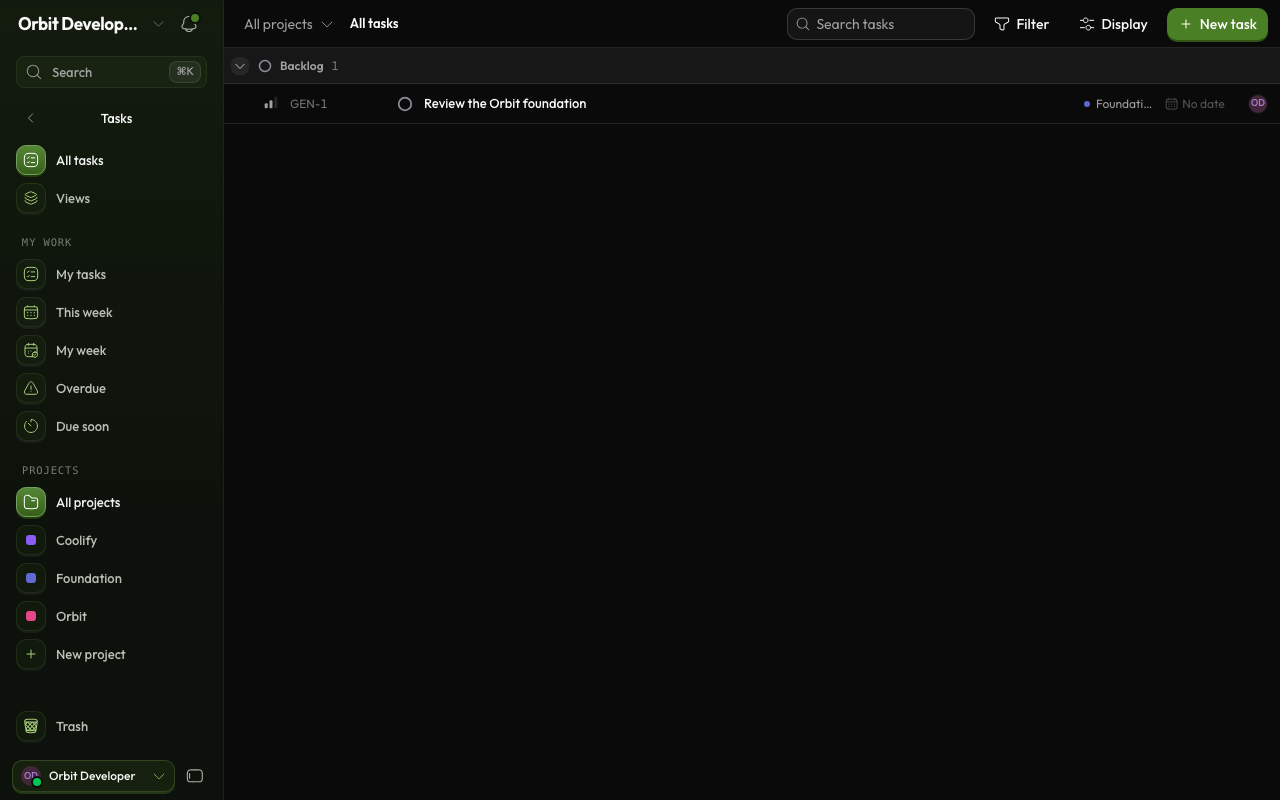 Orbit Develop...
Search ⌘K
Tasks
All tasks
Views
MY WORK
My tasks
This week
My week
Overdue
Due soon
PROJECTS
All projects
Coolify
Foundation
Orbit
New project
Trash
OD Orbit Developer
All projects All tasks
Search tasks
Filter
Display
+ New task
Backlog 1
GEN-1 Review the Orbit foundation Foundati... No date OD